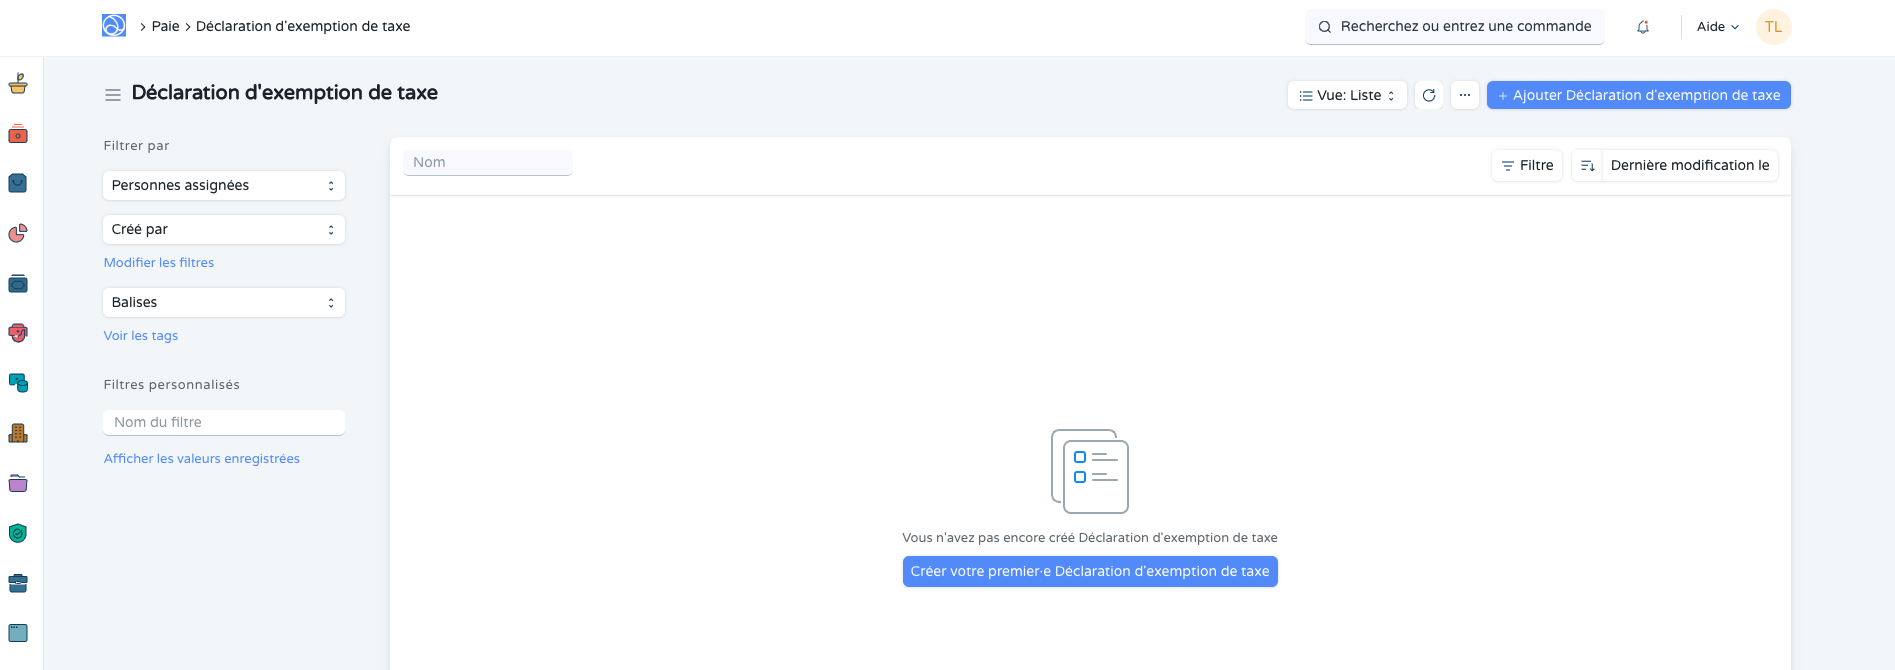 Paie
Déclaration d'exemption de taxe
Recherchez ou entrez une commande
Aide
TL
Déclaration d'exemption de taxe
Vue: Liste
Ajouter Déclaration d'exemption de taxe
Filtrer par
Personnes assignées
Créé par
Modifier les filtres
Balises
Voir les tags
Filtres personnalisés
Nom du filtre
Afficher les valeurs enregistrées
Nom
Filtre
Dernière modification le
Vous n'avez pas encore créé Déclaration d'exemption de taxe
Créer votre premier·e Déclaration d'exemption de taxe